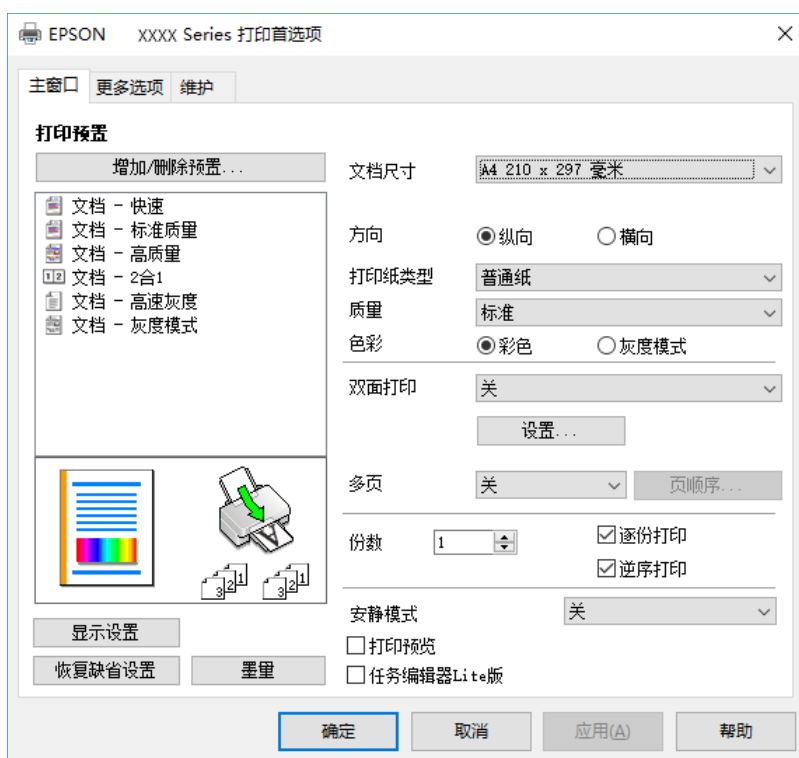 EPSON XXXX Series 打印首选项
主窗口 更多选项 维护
打印预置
增加/删除预置...
文档 - 快速
文档 - 标准质量
文档 - 高质量
1 2 文档 - 2合1
文档 - 高速灰度
文档 - 灰度模式
3 2 1 3 2 1
显示设置
恢复缺省设置 墨量
文档尺寸 A4 210 x 297 毫米
方向 纵向 横向
打印纸类型 普通纸
质量 标准
色彩 彩色 灰度模式
双面打印 关
设置...
多页 关 页顺序...
份数 1 逐份打印
逆序打印
安静模式 关
打印预览
任务编辑器Lite版
确定 取消 应用(A) 帮助